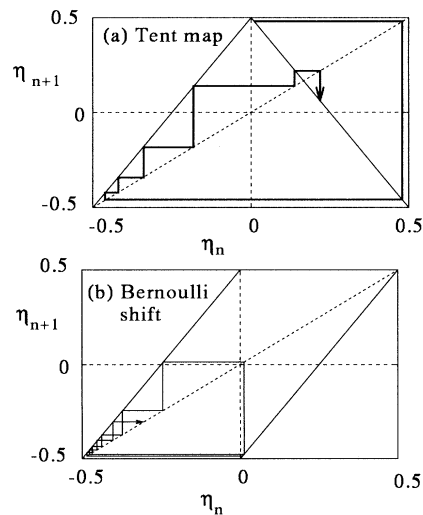 0.5
(a) Tent map
η n+1
0
-0.5
-0.5 0 0.5
η n
0.5
(b) Bernoulli
shift
η n+1
0
-0.5
-0.5 0 0.5
η n